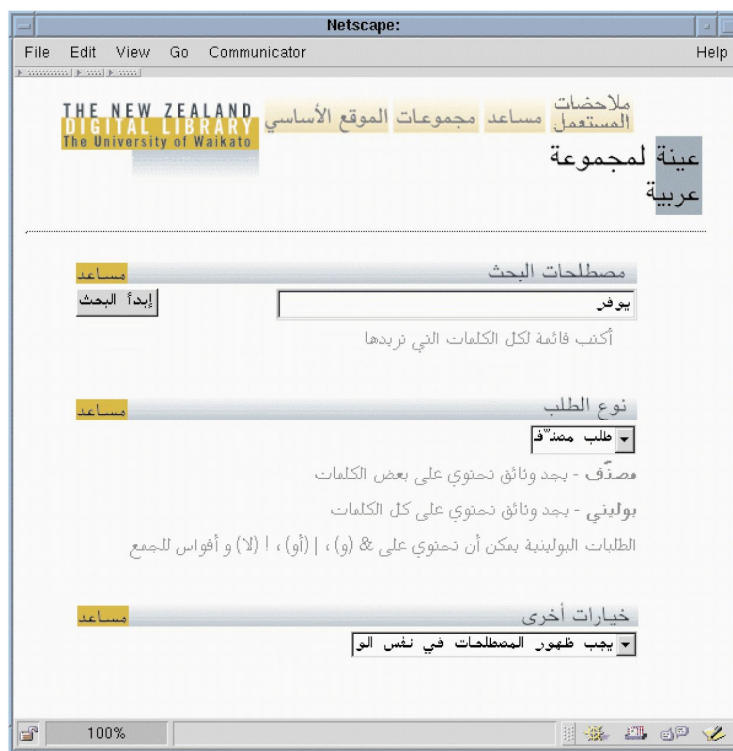 Netscape:
File Edit View Go Communicator Help
THE NEW ZEALAND
DIGITAL LIBRARY
The University of Waikato
ملاحضات
المستعمل
مساعد
مجموعات
الموقع الأساسي
عينة لمجموعة
عربية
مصطلحات البحث
مساعد
يوفر
إبدأ البحث
أكتب قائمة لكل الكلمات التي تريدها
نوع الطلب
مساعد
طلب مصنّف
مصنّف - يجد وثائق تحتوي على بعض الكلمات
بوليني - يجد وثائق تحتوي على كل الكلمات
الطلبات البولينية يمكن أن تحتوي على & (و)، | (أو)، ! (لا) و أقواس للجمع
خيارات أخرى
مساعد
يجب ظهور المصطلحات في نفس الو
100%